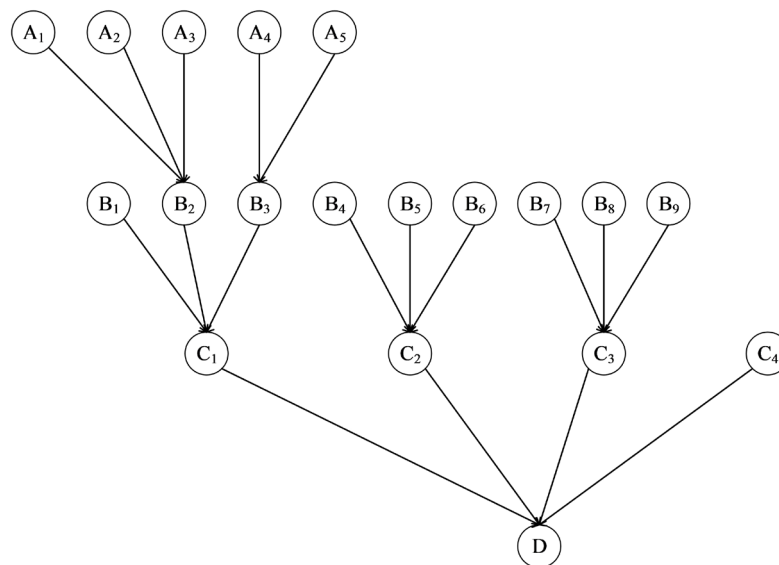 A₁ A₂ A₃ A₄ A₅
B₁ B₂ B₃ B₄ B₅ B₆ B₇ B₈ B₉
C₁ C₂ C₃ C₄
D